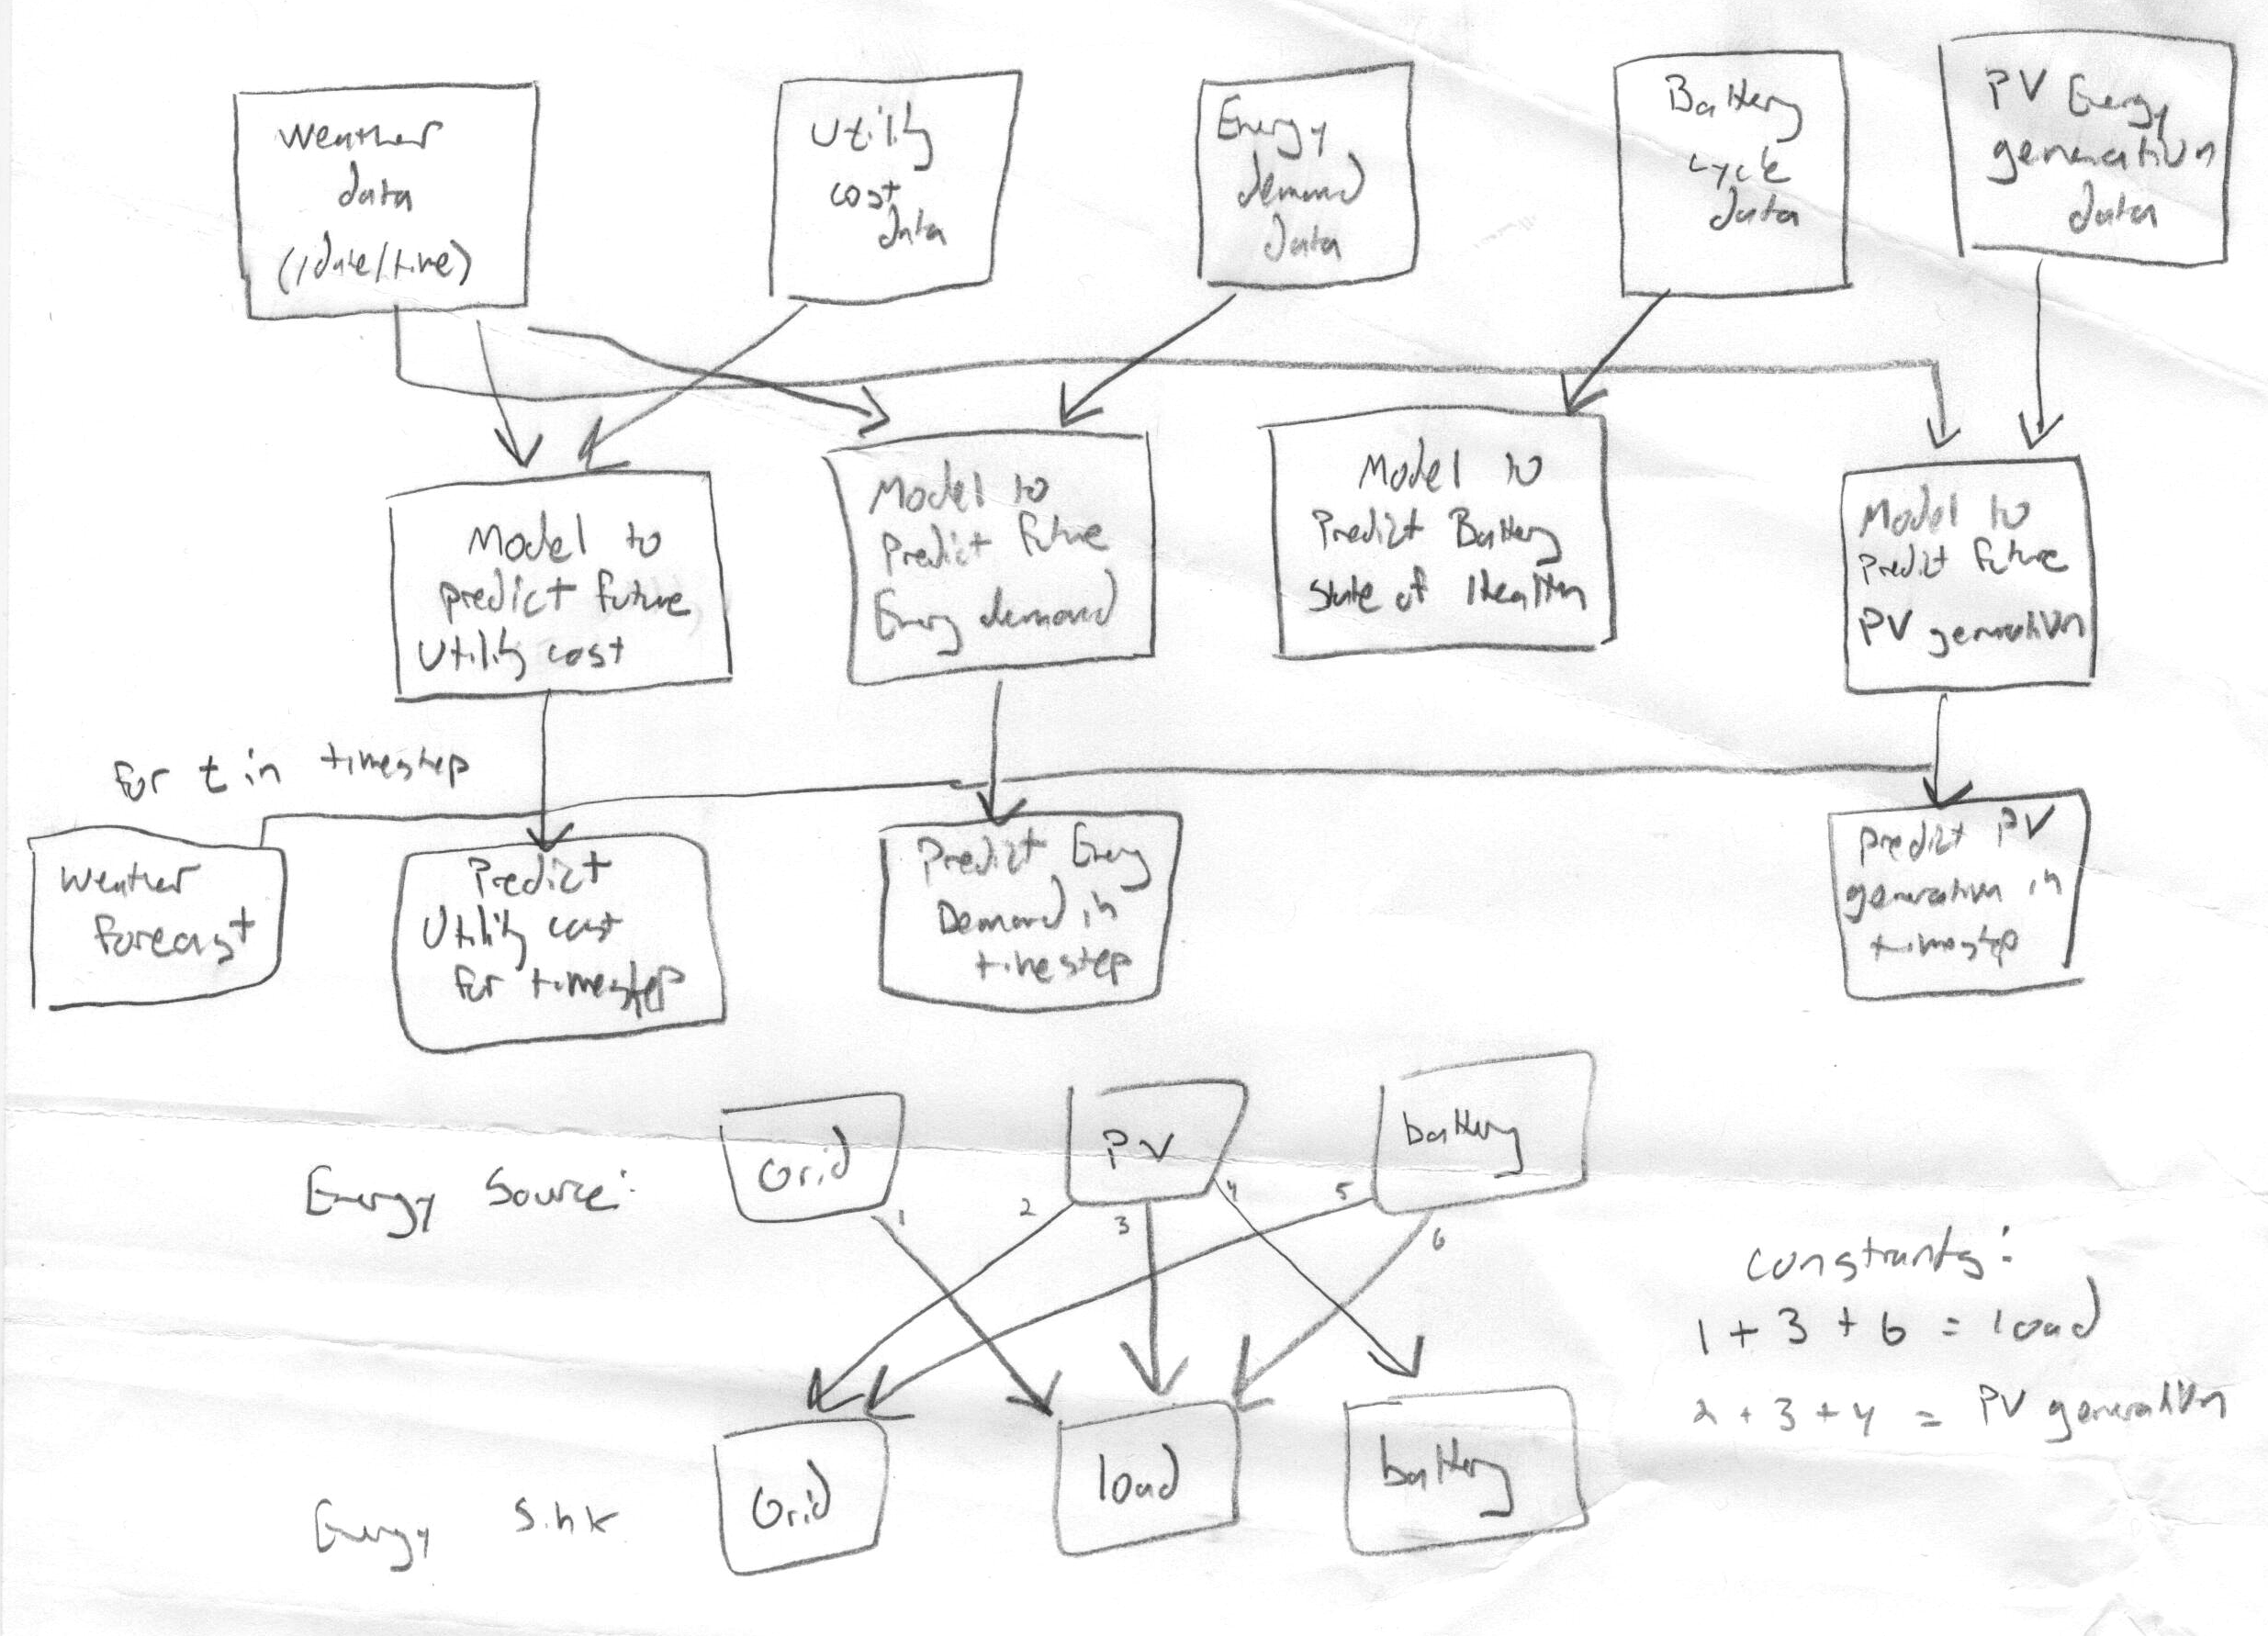 Weather
data
(/date/time)
Utility
cost
data
Energy
demand
data
Battery
cycle
data
PV Energy
generation
data
Model to
predict future
Utility cost
Model to
Predict future
Energy demand
Model to
Predict Battery
State of Health
Model to
Predict future
PV generation
for t in timestep
Weather
forecast
Predict
Utility cost
for timestep
Predict Energy
Demand in
timestep
predict PV
generation in
timestep
Energy Source:
Grid
PV
battery
1
2
3
4
5
6
Energy Sink
Grid
load
battery
constraints:
1 + 3 + 6 = load
2 + 3 + 4 = PV generation